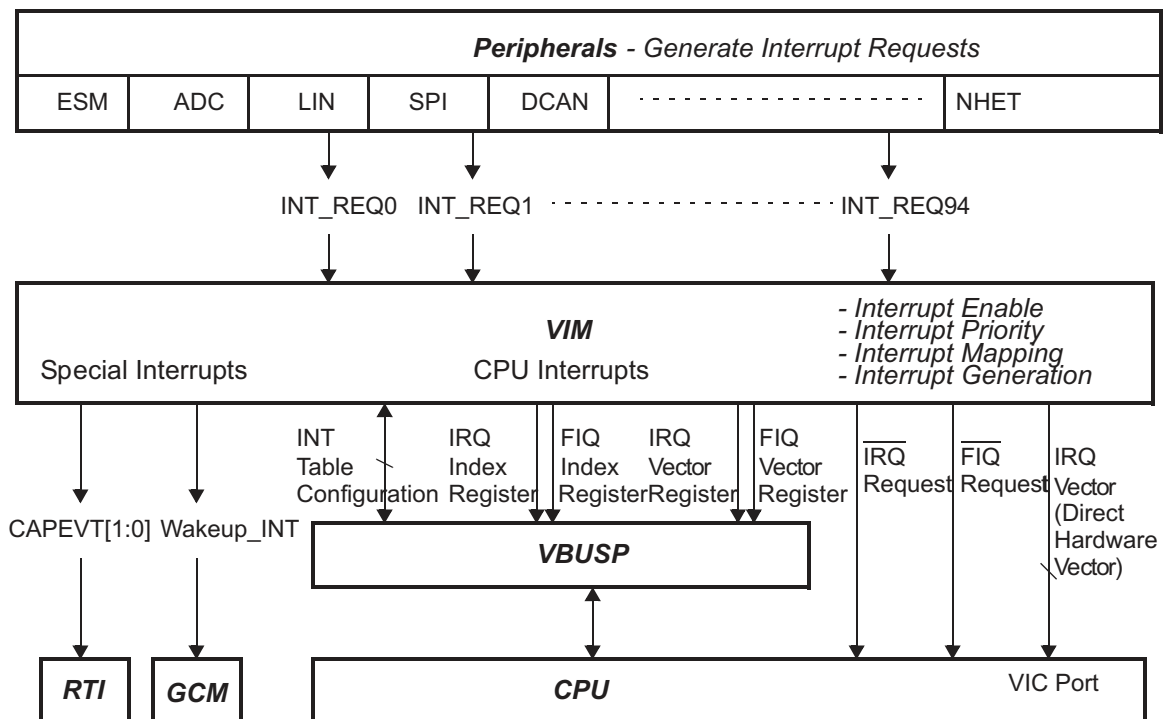 Peripherals - Generate Interrupt Requests
ESM ADC LIN SPI DCAN NHET
INT_REQ0 INT_REQ1 INT_REQ94
VIM
Special Interrupts
CPU Interrupts
- Interrupt Enable
- Interrupt Priority
- Interrupt Mapping
- Interrupt Generation
INT
Table
Configuration
IRQ
Index
Register
FIQ
Index
Register
IRQ
Vector
Register
FIQ
Vector
Register
IRQ
Request
FIQ
Request
IRQ
Vector
(Direct
Hardware
Vector)
CAPEVT[1:0] Wakeup_INT
VBUSP
RTI
GCM
CPU
VIC Port